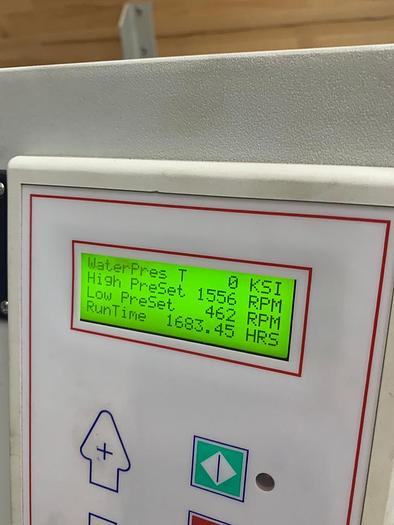 WaterPres T 0 KSI
High PreSet 1556 RPM
Low PreSet 462 RPM
RunTime 1683.45 HRS
+